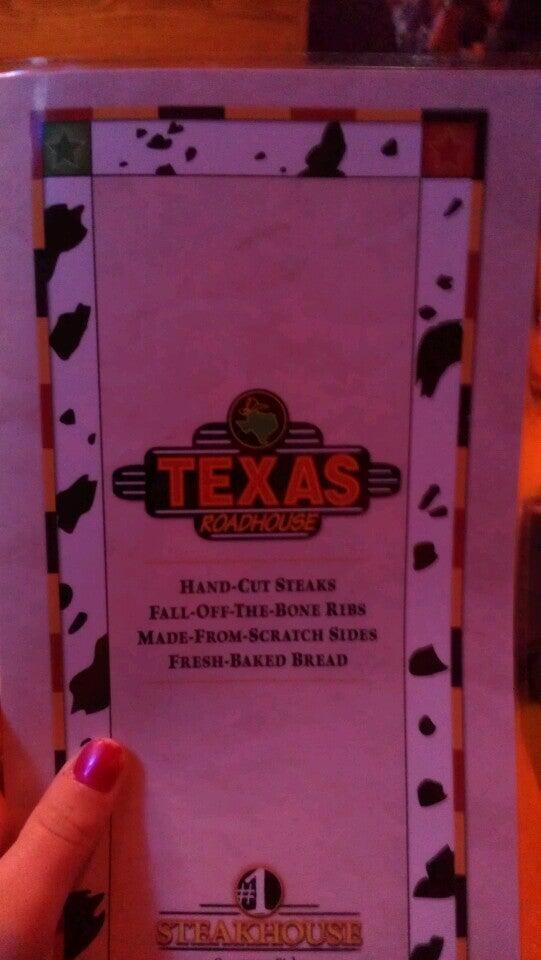 TEXAS
ROADHOUSE
HAND-CUT STEAKS
FALL-OFF-THE-BONE RIBS
MADE-FROM-SCRATCH SIDES
FRESH-BAKED BREAD
#1
STEAKHOUSE